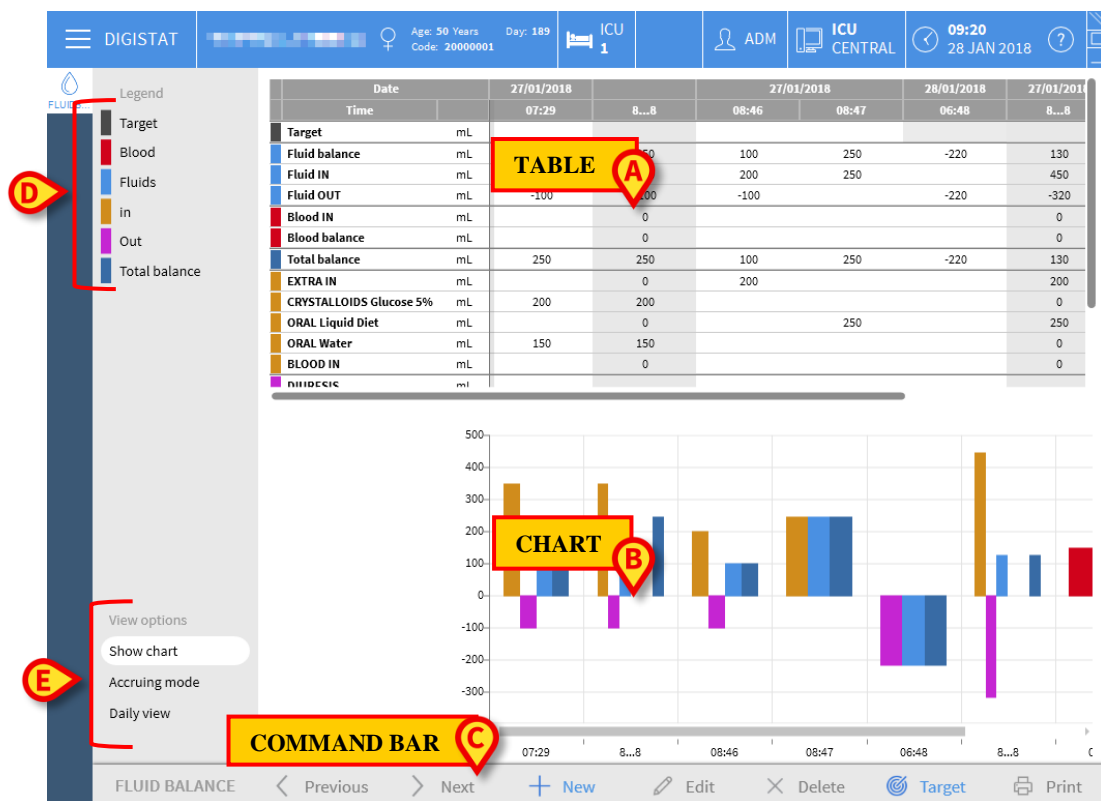 DIGISTAT Age: 50 Years Day: 189 ICU ADM ICU 09:20 ?
Code: 20000001 1 CENTRAL 28 JAN 2018
Legend
Target
Blood
Fluids
in
Out
Total balance
D
Date 27/01/2018 27/01/2018 28/01/2018
Time 07:29 8...8 08:46 08:47 06:48 8...8
Target mL
Fluid balance mL 100 250 -220 130
Fluid IN mL 200 250 450
Fluid OUT mL -100 -100 -220 -320
Blood IN mL 0 0
Blood balance mL 0 0
Total balance mL 250 250 100 250 -220 130
EXTRA IN mL 0 200 200
CRYSTALLOIDS Glucose 5% mL 200 200 0
ORAL Liquid Diet mL 0 250 250
ORAL Water mL 150 150 0
BLOOD IN mL 0 0
DIURESIS mL
TABLE A
500
400
300
200
100
0
-100
-200
-300
CHART B
07:29 8...8 08:46 08:47 06:48 8...8
View options
Show chart
Accruing mode
Daily view
E
COMMAND BAR C
FLUID BALANCE Previous Next New Edit Delete Target Print